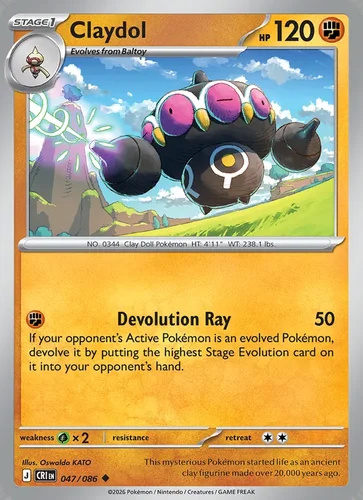 STAGE 1 Claydol HP 120
Evolves from Baltoy
NO. 0344 Clay Doll Pokémon HT: 4'11" WT: 238.1 lbs.
Devolution Ray 50
If your opponent's Active Pokémon is an evolved Pokémon,
devolve it by putting the highest Stage Evolution card on
it into your opponent's hand.
weakness ×2 resistance retreat
Illus. Oswaldo KATO
J CRI EN 047/086
This mysterious Pokémon started life as an ancient
clay figurine made over 20,000 years ago.
©2026 Pokémon / Nintendo / Creatures / GAME FREAK